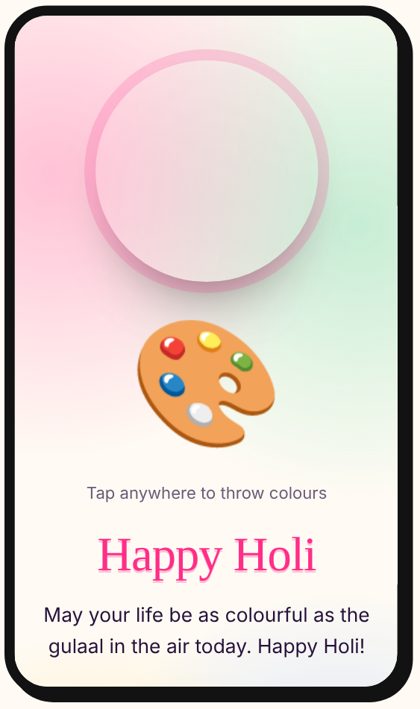 Tap anywhere to throw colours
Happy Holi
May your life be as colourful as the
gulaal in the air today. Happy Holi!